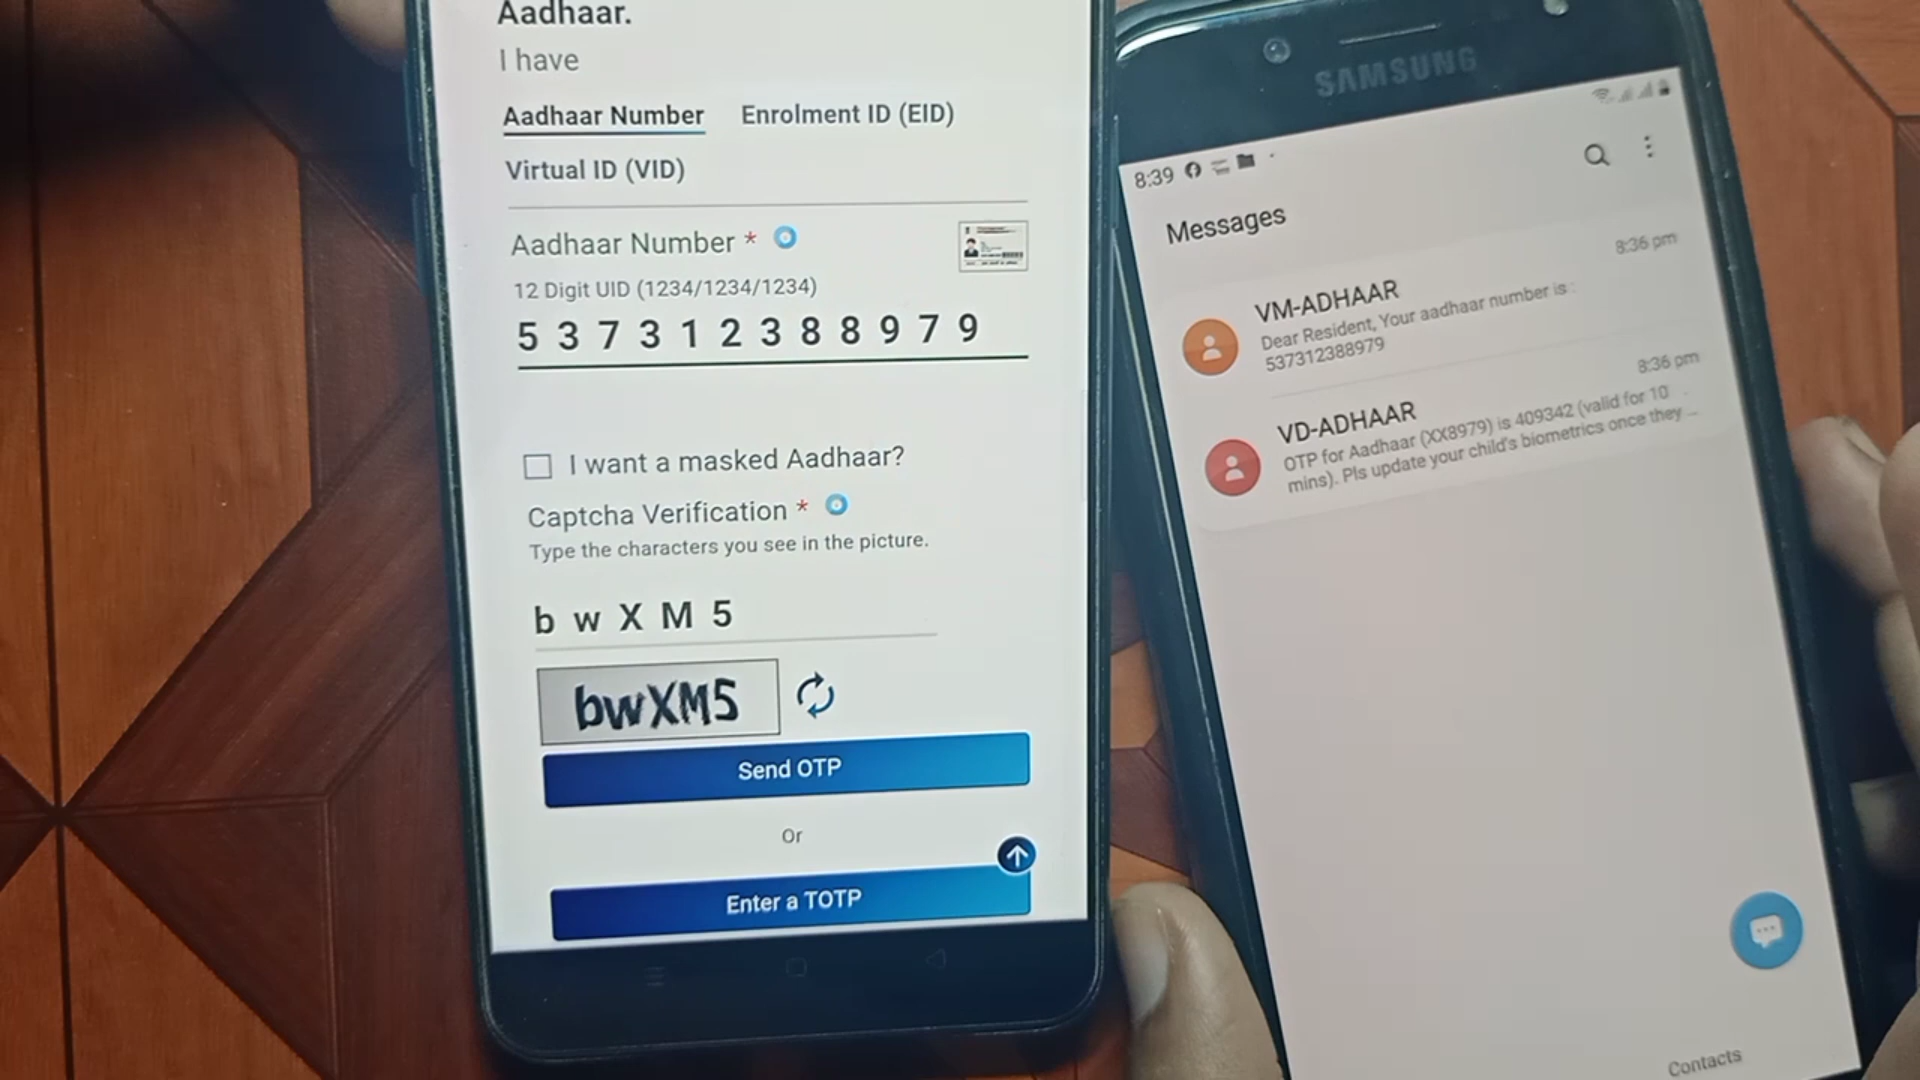 Aadhaar.
I have
Aadhaar Number Enrolment ID (EID)
Virtual ID (VID)
Aadhaar Number *
12 Digit UID (1234/1234/1234)
5 3 7 3 1 2 3 8 8 9 7 9
I want a masked Aadhaar?
Captcha Verification *
Type the characters you see in the picture.
b w X M 5
bwXM5
Send OTP
Or
Enter a TOTP
SAMSUNG
8:39
Messages
8:36 pm
VM-ADHAAR
Dear Resident, Your aadhaar number is :
537312388979
8:36 pm
VD-ADHAAR
OTP for Aadhaar (XX8979) is 409342 (valid for 10
mins). Pls update your child's biometrics once they ...
Contacts